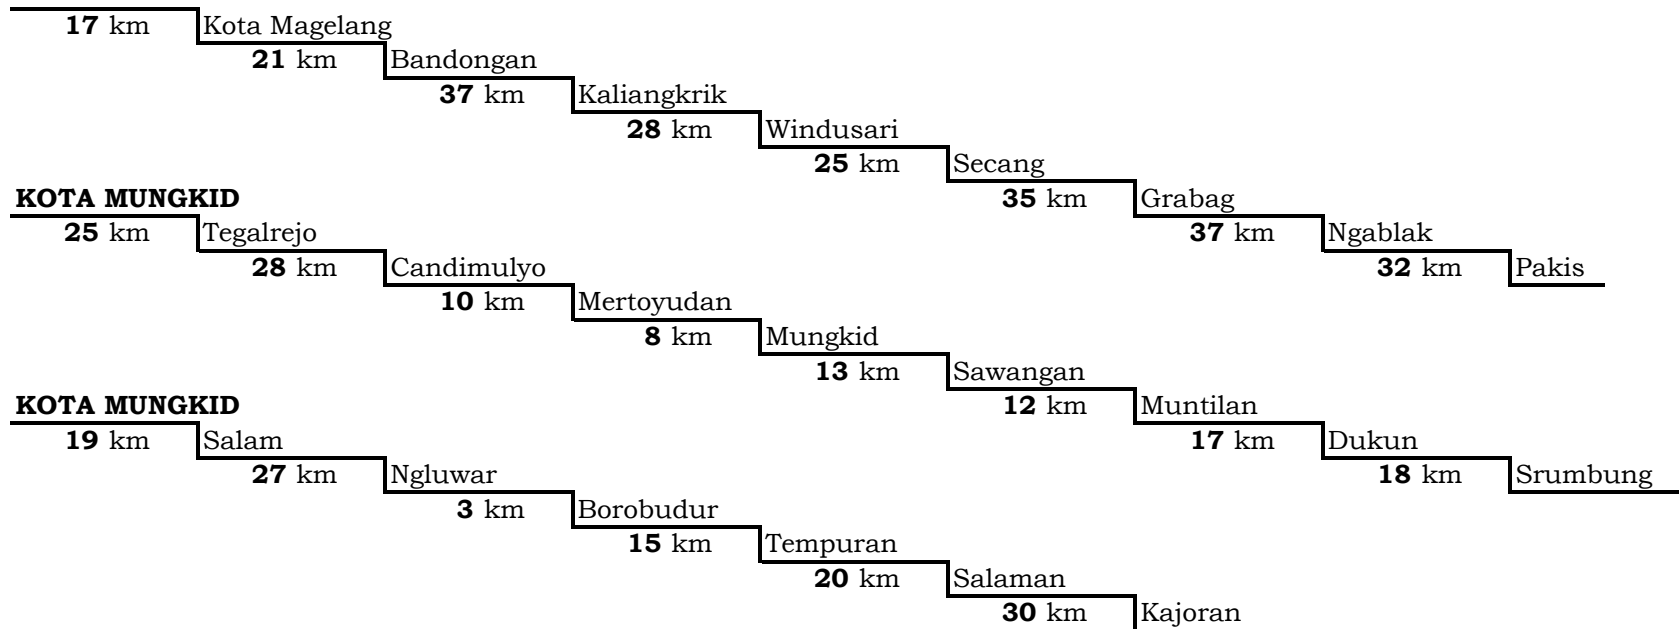 17 km Kota Magelang
21 km Bandongan
37 km Kaliangkrik
28 km Windusari
25 km Secang
KOTA MUNGKID 35 km Grabag
25 km Tegalrejo 37 km Ngablak
28 km Candimulyo 32 km Pakis
10 km Mertoyudan
8 km Mungkid
13 km Sawangan
KOTA MUNGKID 12 km Muntilan
19 km Salam 17 km Dukun
27 km Ngluwar 18 km Srumbung
3 km Borobudur
15 km Tempuran
20 km Salaman
30 km Kajoran